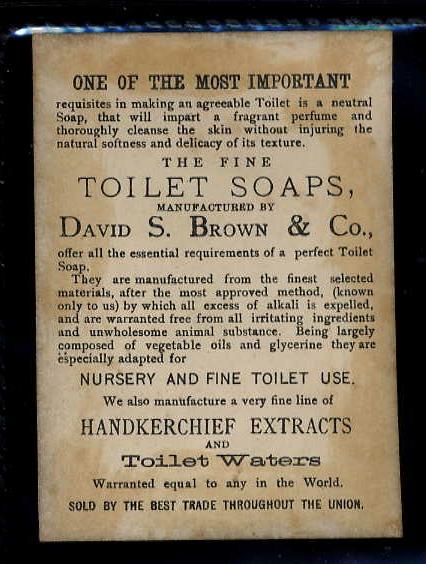 ONE OF THE MOST IMPORTANT
requisites in making an agreeable Toilet is a neutral
Soap, that will impart a fragrant perfume and
thoroughly cleanse the skin without injuring the
natural softness and delicacy of its texture.
THE FINE
TOILET SOAPS,
MANUFACTURED BY
DAVID S. BROWN & CO.,
offer all the essential requirements of a perfect Toilet
Soap.
They are manufactured from the finest selected
materials, after the most approved method, (known
only to us) by which all excess of alkali is expelled,
and are warranted free from all irritating ingredients
and unwholesome animal substance. Being largely
composed of vegetable oils and glycerine they are
especially adapted for
NURSERY AND FINE TOILET USE.
We also manufacture a very fine line of
HANDKERCHIEF EXTRACTS
AND
Toilet Waters
Warranted equal to any in the World.
SOLD BY THE BEST TRADE THROUGHOUT THE UNION.